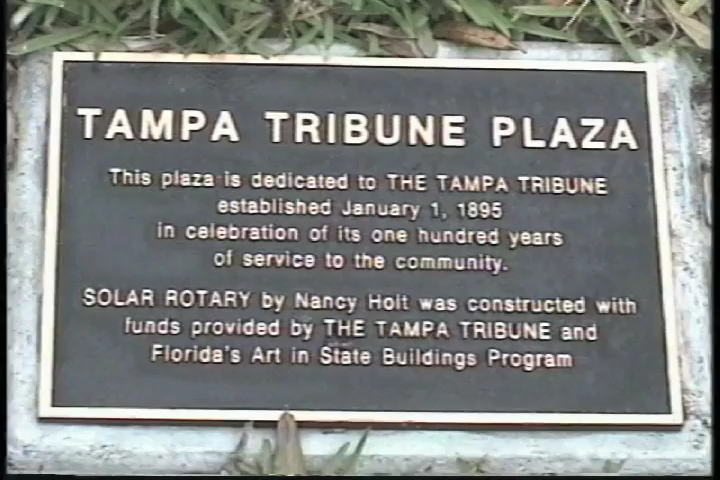 TAMPA TRIBUNE PLAZA
This plaza is dedicated to THE TAMPA TRIBUNE
established January 1, 1895
in celebration of its one hundred years
of service to the community.
SOLAR ROTARY by Nancy Holt was constructed with
funds provided by THE TAMPA TRIBUNE and
Florida's Art in State Buildings Program